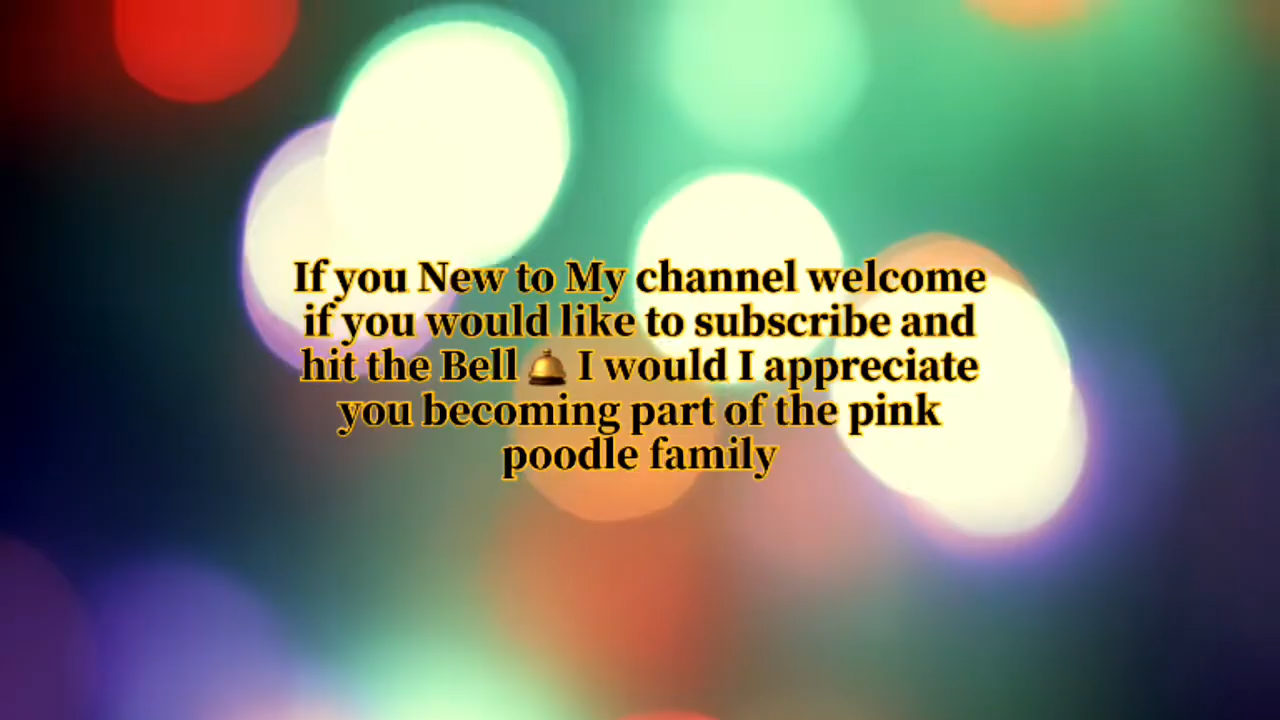 If you New to My channel welcome
if you would like to subscribe and
hit the Bell 🛎️ I would I appreciate
you becoming part of the pink
poodle family